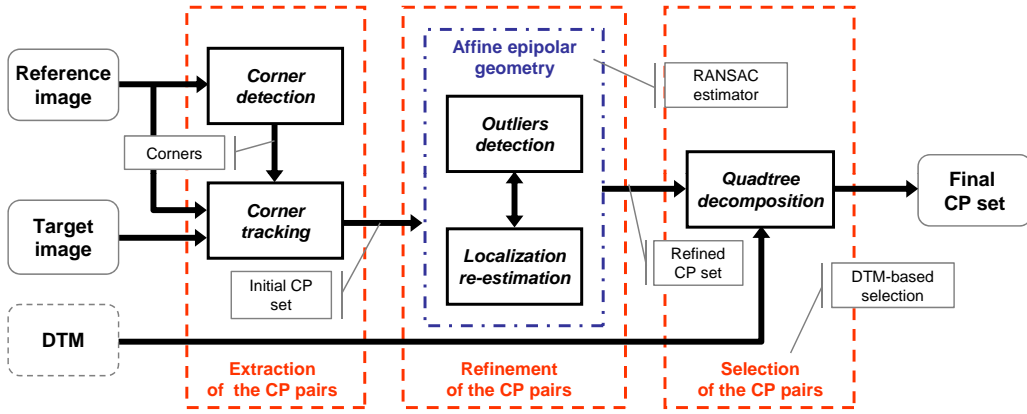 Reference
image
Corner
detection
Corners
Target
image
Corner
tracking
Initial CP
set
DTM
Extraction
of the CP pairs
Affine epipolar
geometry
Outliers
detection
Localization
re-estimation
RANSAC
estimator
Refined
CP set
Refinement
of the CP pairs
Quadtree
decomposition
DTM-based
selection
Selection
of the CP pairs
Final
CP set